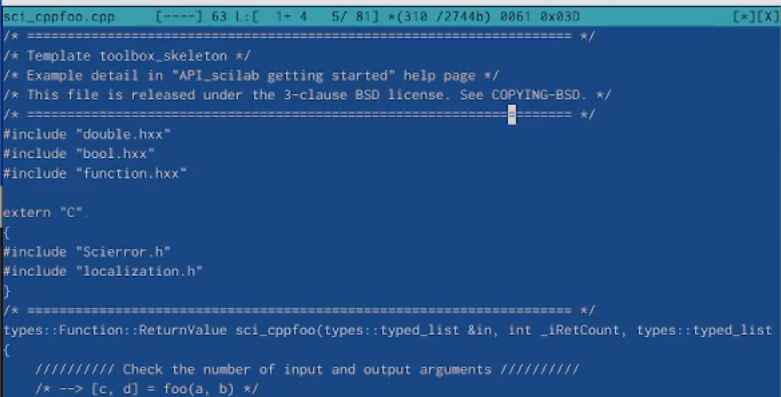 sci_cppfoo.cpp [----] 63 L:[ 1+ 4 5/ 81] *(310 /2744b) 0061 0x03D [*][X]
/* ==================================================================== */
/* Template toolbox_skeleton */
/* Example detail in "API_scilab getting started" help page */
/* This file is released under the 3-clause BSD license. See COPYING-BSD. */
/* ==================================================================== */
#include "double.hxx"
#include "bool.hxx"
#include "function.hxx"
extern "C".
{
#include "Scierror.h"
#include "localization.h"
}
/* ==================================================================== */
types::Function::ReturnValue sci_cppfoo(types::typed_list &in, int _iRetCount, types::typed_list
{
////////// Check the number of input and output arguments //////////
/* --> [c, d] = foo(a, b) */